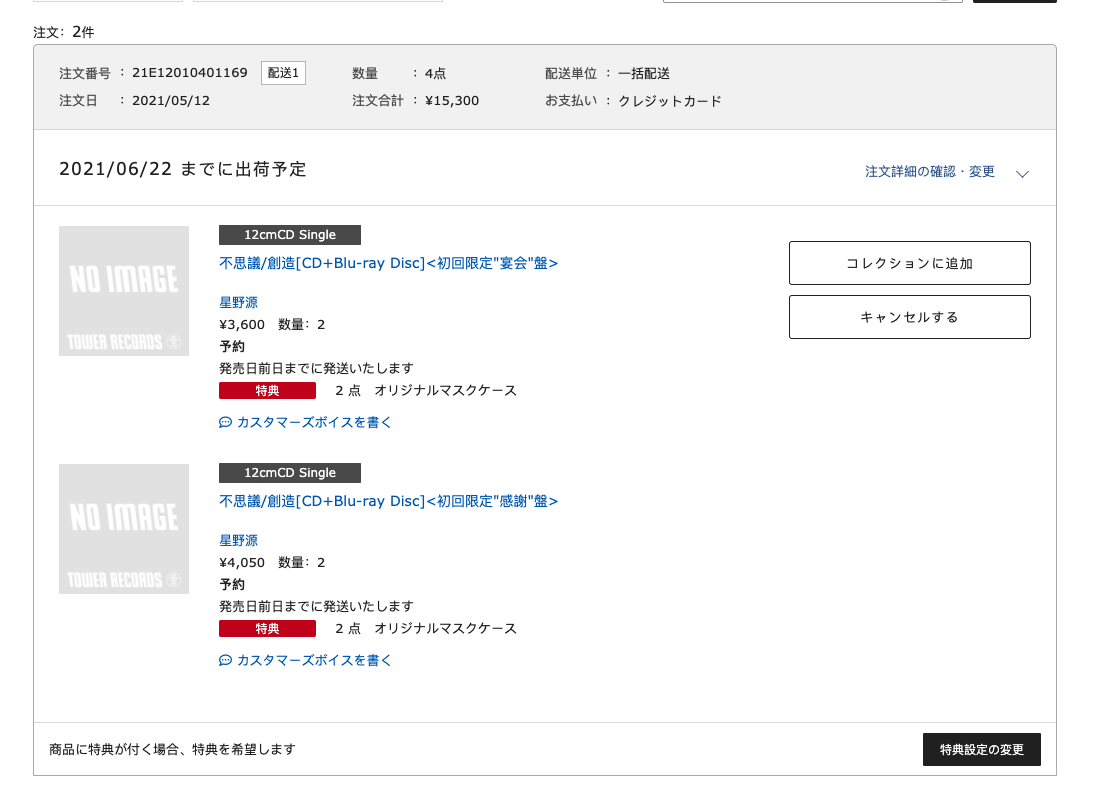 注文：2件
注文番号 ：21E12010401169 配送1 数量 ：4点 配送単位 ：一括配送
注文日 ：2021/05/12 注文合計 ：¥15,300 お支払い ：クレジットカード
2021/06/22 までに出荷予定 注文詳細の確認・変更
NO IMAGE
TOWER RECORDS
12cmCD Single
不思議/創造[CD+Blu-ray Disc]<初回限定"宴会"盤>
星野源
¥3,600 数量：2
予約
発売日前日までに発送いたします
特典 2 点 オリジナルマスクケース
カスタマーズボイスを書く
コレクションに追加
キャンセルする
NO IMAGE
TOWER RECORDS
12cmCD Single
不思議/創造[CD+Blu-ray Disc]<初回限定"感謝"盤>
星野源
¥4,050 数量：2
予約
発売日前日までに発送いたします
特典 2 点 オリジナルマスクケース
カスタマーズボイスを書く
商品に特典が付く場合、特典を希望します 特典設定の変更